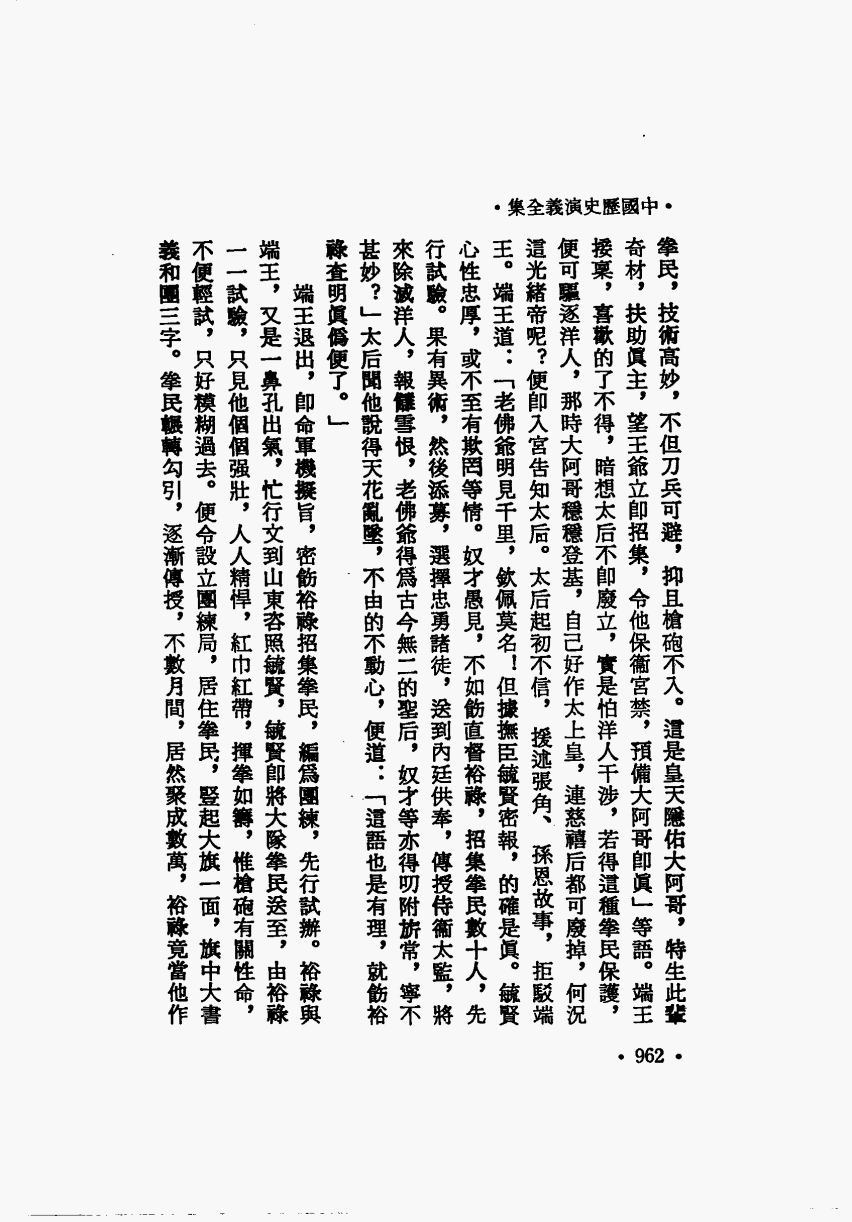 •中國歷史演義全集•
拳民，技術高妙，不但刀兵可避，抑且槍砲不入。這是皇天隱佑大阿哥，特生此輩
奇材，扶助眞主，望王爺立卽招集，令他保衞宮禁，預備大阿哥卽眞」等語。端王
接稟，喜歡的了不得，暗想太后不卽廢立，實是怕洋人干涉，若得這種拳民保護，
便可驅逐洋人，那時大阿哥穩穩登基，自己好作太上皇，連慈禧后都可廢掉，何況
這光緒帝呢？便卽入宮告知太后。太后起初不信，援述張角、孫恩故事，拒駁端
王。端王道：「老佛爺明見千里，欽佩莫名！但據撫臣毓賢密報，的確是眞。毓賢
心性忠厚，或不至有欺罔等情。奴才愚見，不如飭直督裕祿，招集拳民數十人，先
行試驗。果有異術，然後添募，選擇忠勇諸徒，送到內廷供奉，傳授侍衞太監，將
來除滅洋人，報讎雪恨，老佛爺得爲古今無二的聖后，奴才等亦得叨附旂常，寧不
甚妙？」太后聞他說得天花亂墜，不由的不動心，便道：「這語也是有理，就飭裕
祿查明眞僞便了。」
端王退出，卽命軍機擬旨，密飭裕祿招集拳民，編爲團練，先行試辦。裕祿與
端王，又是一鼻孔出氣，忙行文到山東咨照毓賢，毓賢卽將大隊拳民送至，由裕祿
一一試驗，只見他個個强壯，人人精悍，紅巾紅帶，揮拳如籌，惟槍砲有關性命，
不便輕試，只好模糊過去。便令設立團練局，居住拳民，豎起大旗一面，旗中大書
義和團三字。拳民輾轉勾引，逐漸傳授，不數月間，居然聚成數萬，裕祿竟當他作
•962•